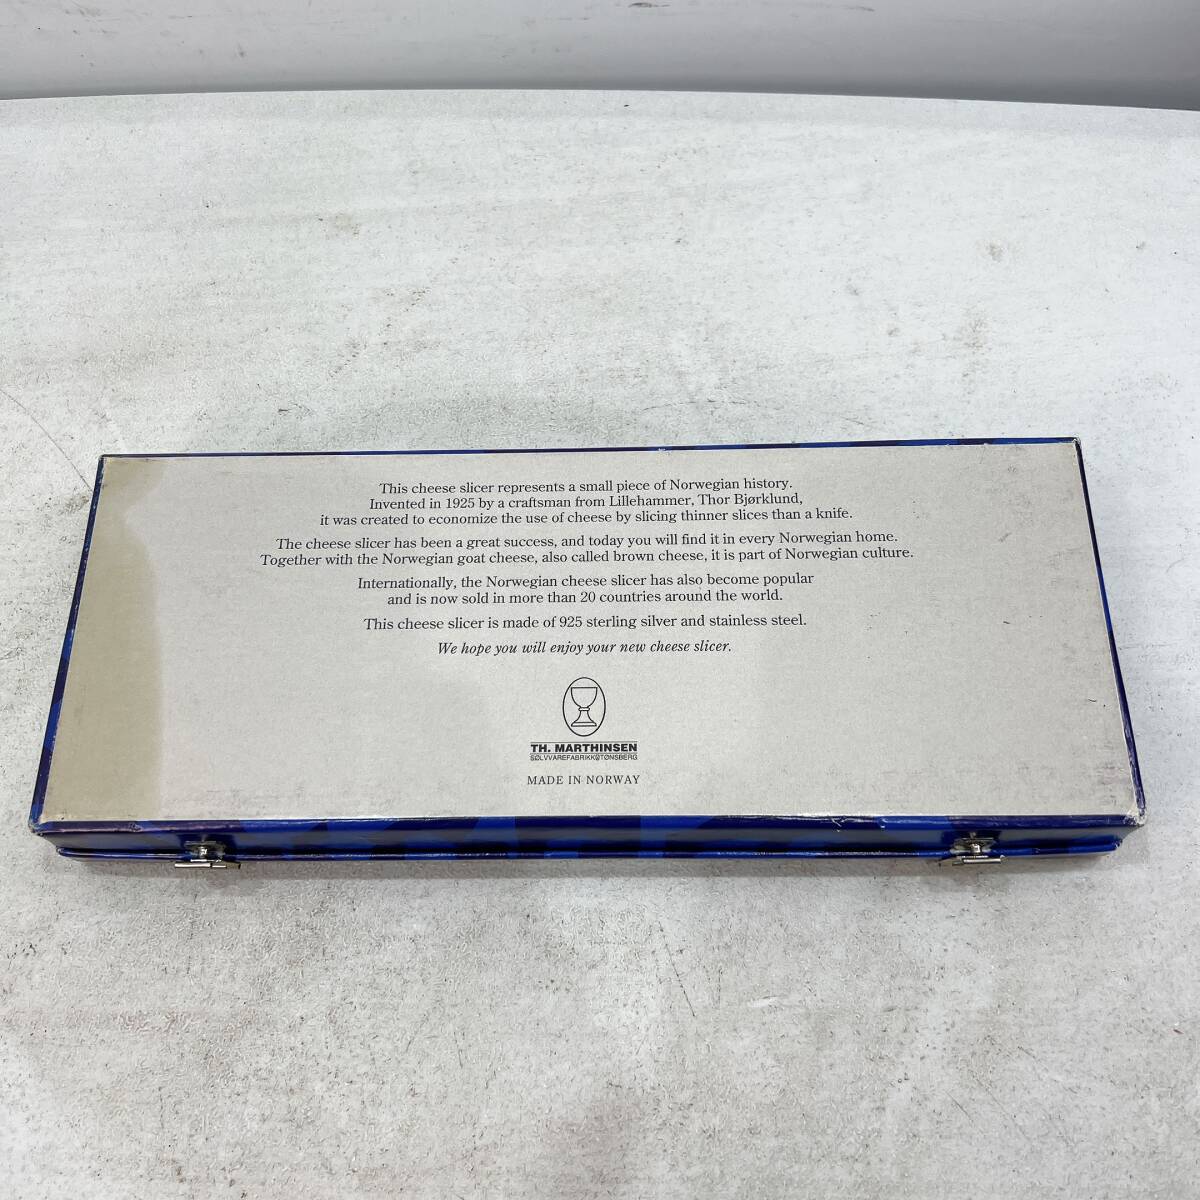 This cheese slicer represents a small piece of Norwegian history.
Invented in 1925 by a craftsman from Lillehammer, Thor Bjørklund,
it was created to economize the use of cheese by slicing thinner slices than a knife.
The cheese slicer has been a great success, and today you will find it in every Norwegian home.
Together with the Norwegian goat cheese, also called brown cheese, it is part of Norwegian culture.
Internationally, the Norwegian cheese slicer has also become popular
and is now sold in more than 20 countries around the world.
This cheese slicer is made of 925 sterling silver and stainless steel.
We hope you will enjoy your new cheese slicer.
TH. MARTHINSEN
SØLVVAREFABRIKK TØNSBERG
MADE IN NORWAY